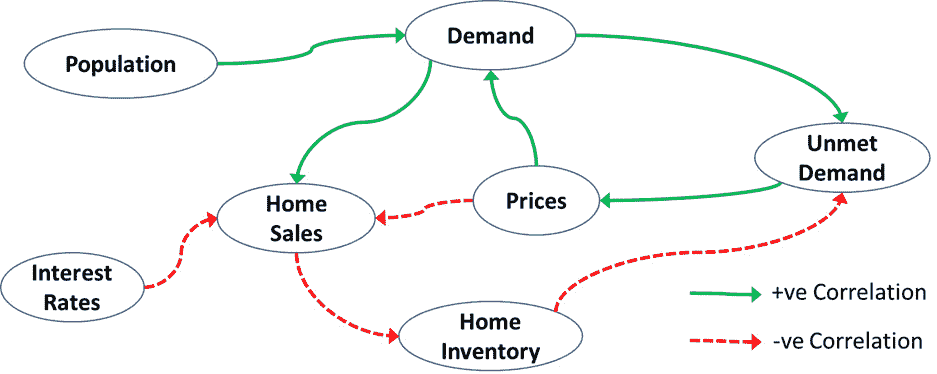 Demand
Population
Unmet
Demand
Prices
Home
Sales
Interest
Rates
Home
Inventory
+ve Correlation
-ve Correlation